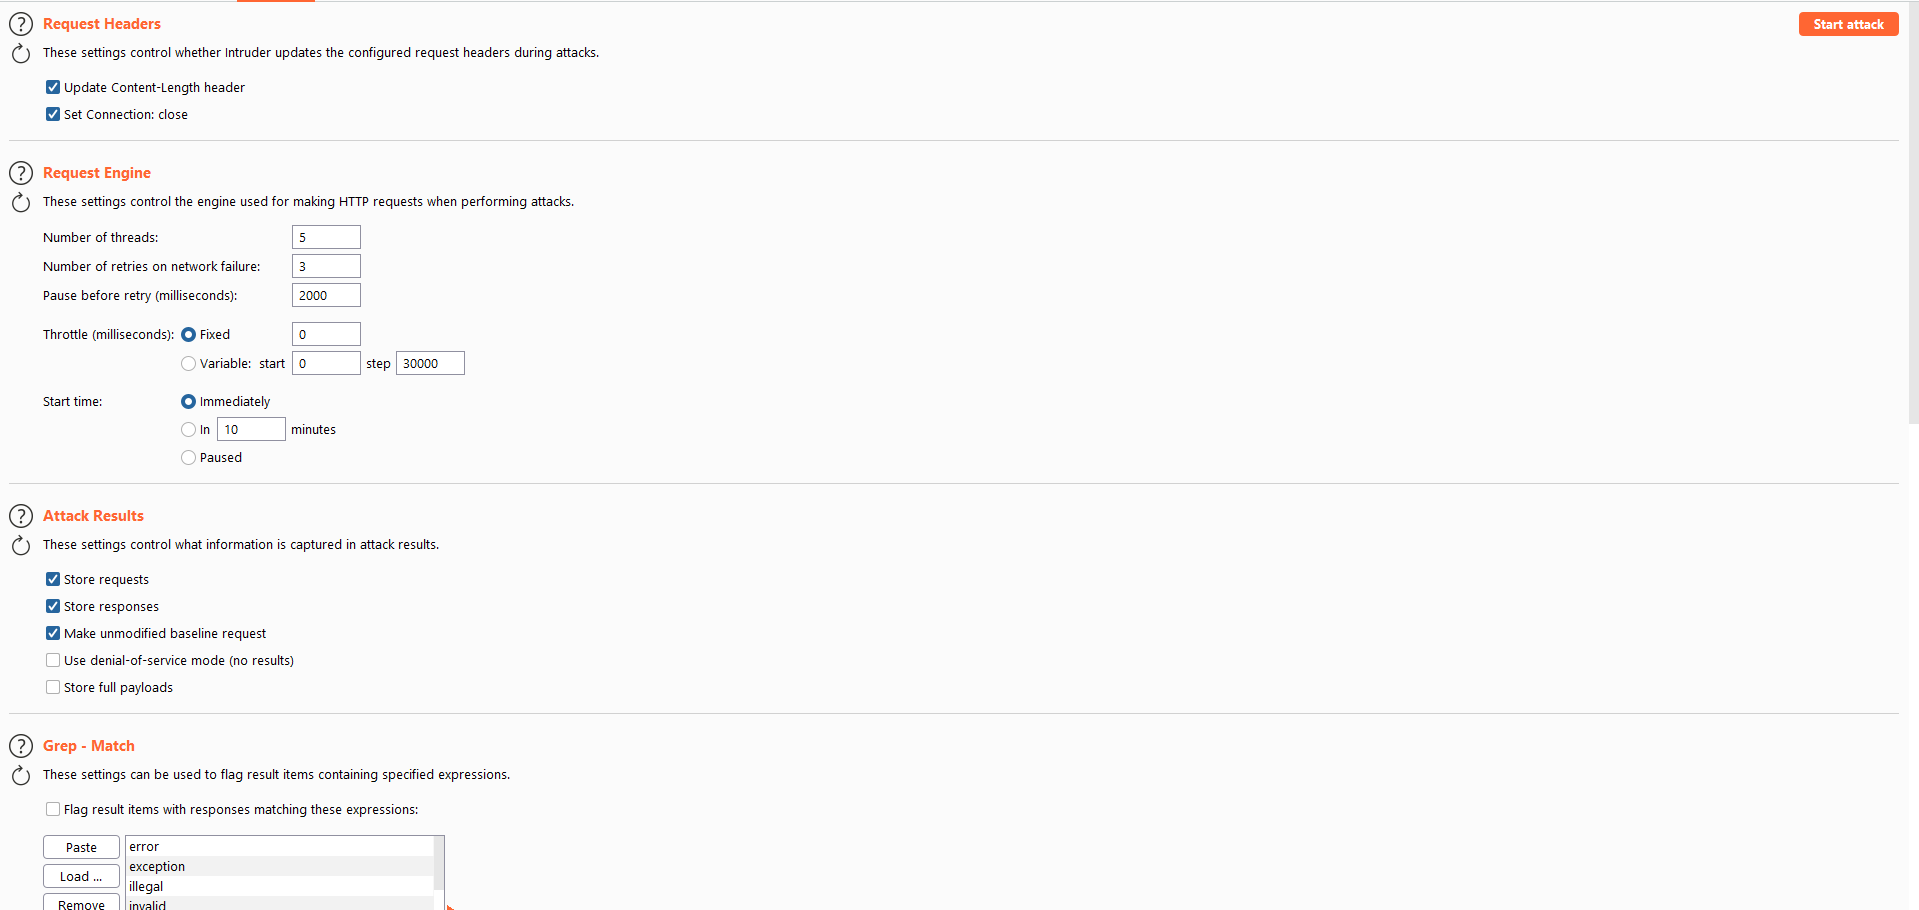 Request Headers
Start attack
These settings control whether Intruder updates the configured request headers during attacks.
Update Content-Length header
Set Connection: close
Request Engine
These settings control the engine used for making HTTP requests when performing attacks.
Number of threads: 5
Number of retries on network failure: 3
Pause before retry (milliseconds): 2000
Throttle (milliseconds): Fixed 0
Variable: start 0 step 30000
Start time: Immediately
In 10 minutes
Paused
Attack Results
These settings control what information is captured in attack results.
Store requests
Store responses
Make unmodified baseline request
Use denial-of-service mode (no results)
Store full payloads
Grep - Match
These settings can be used to flag result items containing specified expressions.
Flag result items with responses matching these expressions:
Paste error
exception
Load ...
illegal
Remove invalid